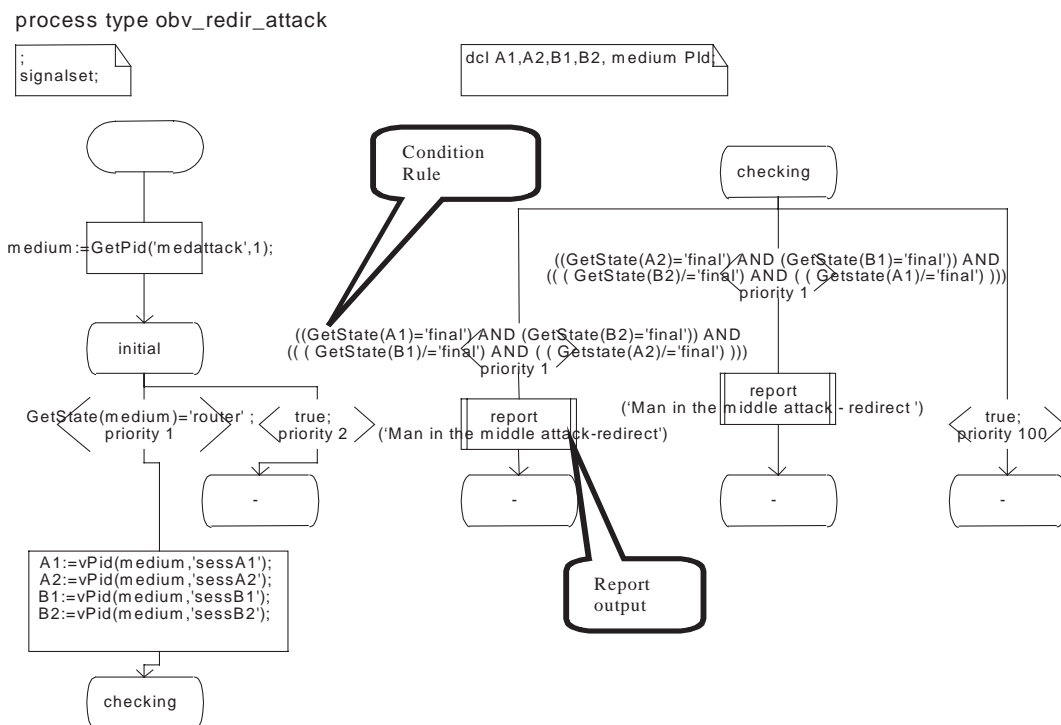 process type obv_redir_attack
;
signalset;
dcl A1,A2,B1,B2, medium PId;
medium:=GetPid('medattack',1);
initial
GetState(medium)='router' ;
priority 1
true;
priority 2
-
A1:=vPid(medium,'sessA1');
A2:=vPid(medium,'sessA2');
B1:=vPid(medium,'sessB1');
B2:=vPid(medium,'sessB2');
checking
Condition
Rule
checking
((GetState(A1)='final') AND (GetState(B2)='final')) AND
(( ( GetState(B1)/='final') AND ( ( Getstate(A2)/='final') )))
priority 1
report
('Man in the middle attack-redirect')
-
((GetState(A2)='final') AND (GetState(B1)='final')) AND
(( ( GetState(B2)/='final') AND ( ( Getstate(A1)/='final') )))
priority 1
report
('Man in the middle attack - redirect ')
-
true;
priority 100
-
Report
output